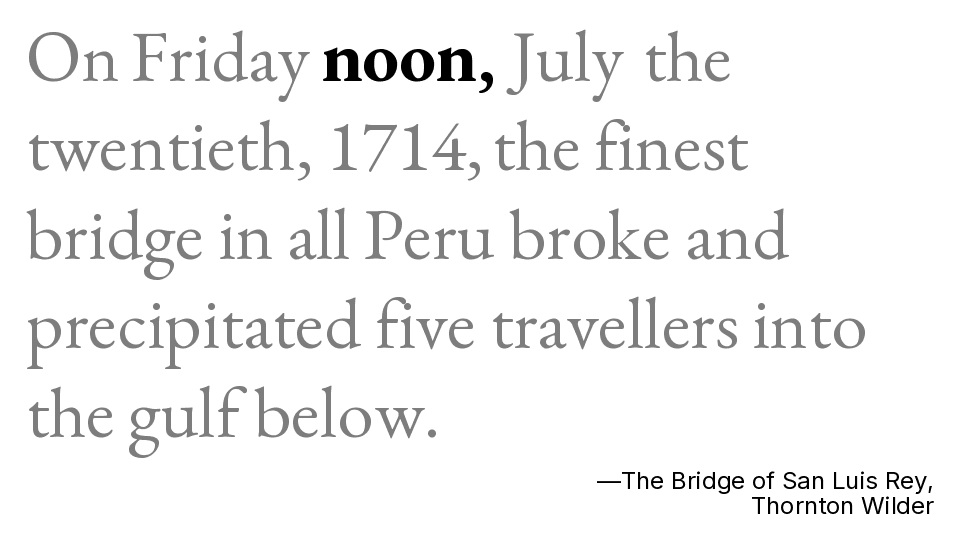 On Friday noon, July the
twentieth, 1714, the finest
bridge in all Peru broke and
precipitated five travellers into
the gulf below.
—The Bridge of San Luis Rey,
Thornton Wilder